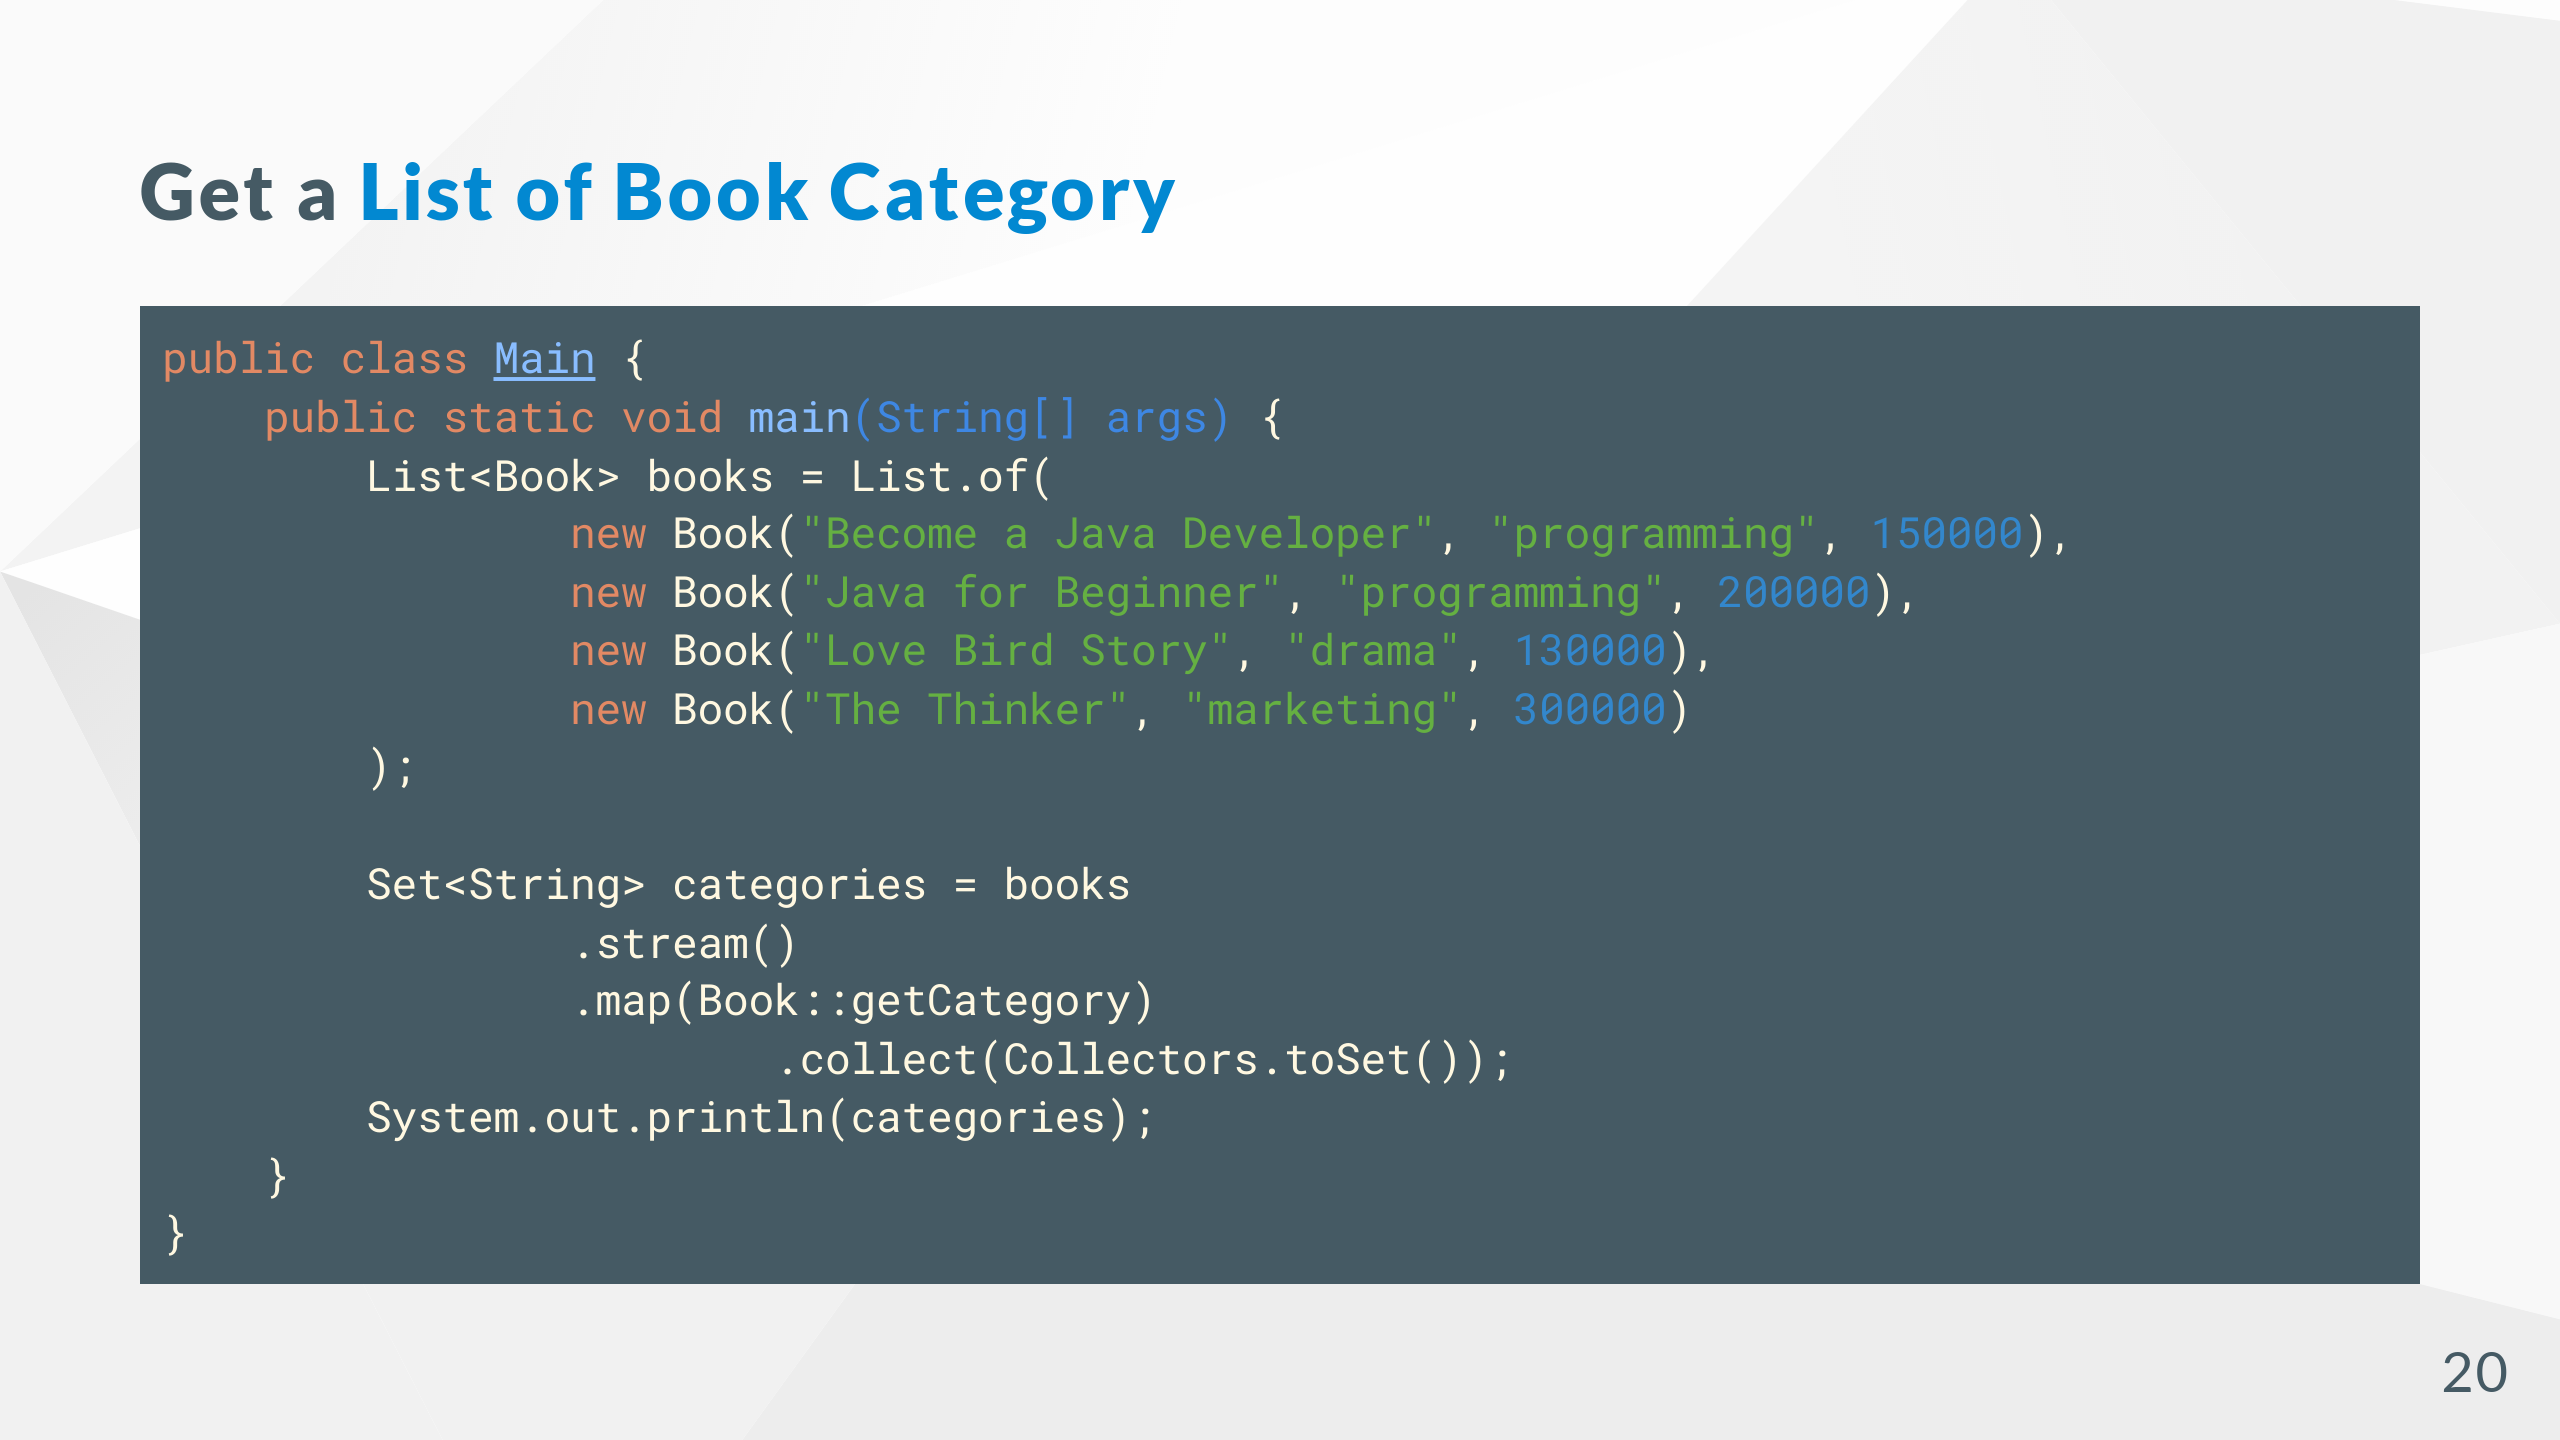 Get a List of Book Category
public class Main {
    public static void main(String[] args) {
        List<Book> books = List.of(
                new Book("Become a Java Developer", "programming", 150000),
                new Book("Java for Beginner", "programming", 200000),
                new Book("Love Bird Story", "drama", 130000),
                new Book("The Thinker", "marketing", 300000)
        );
        Set<String> categories = books
                .stream()
                .map(Book::getCategory)
                        .collect(Collectors.toSet());
        System.out.println(categories);
    }
}
20